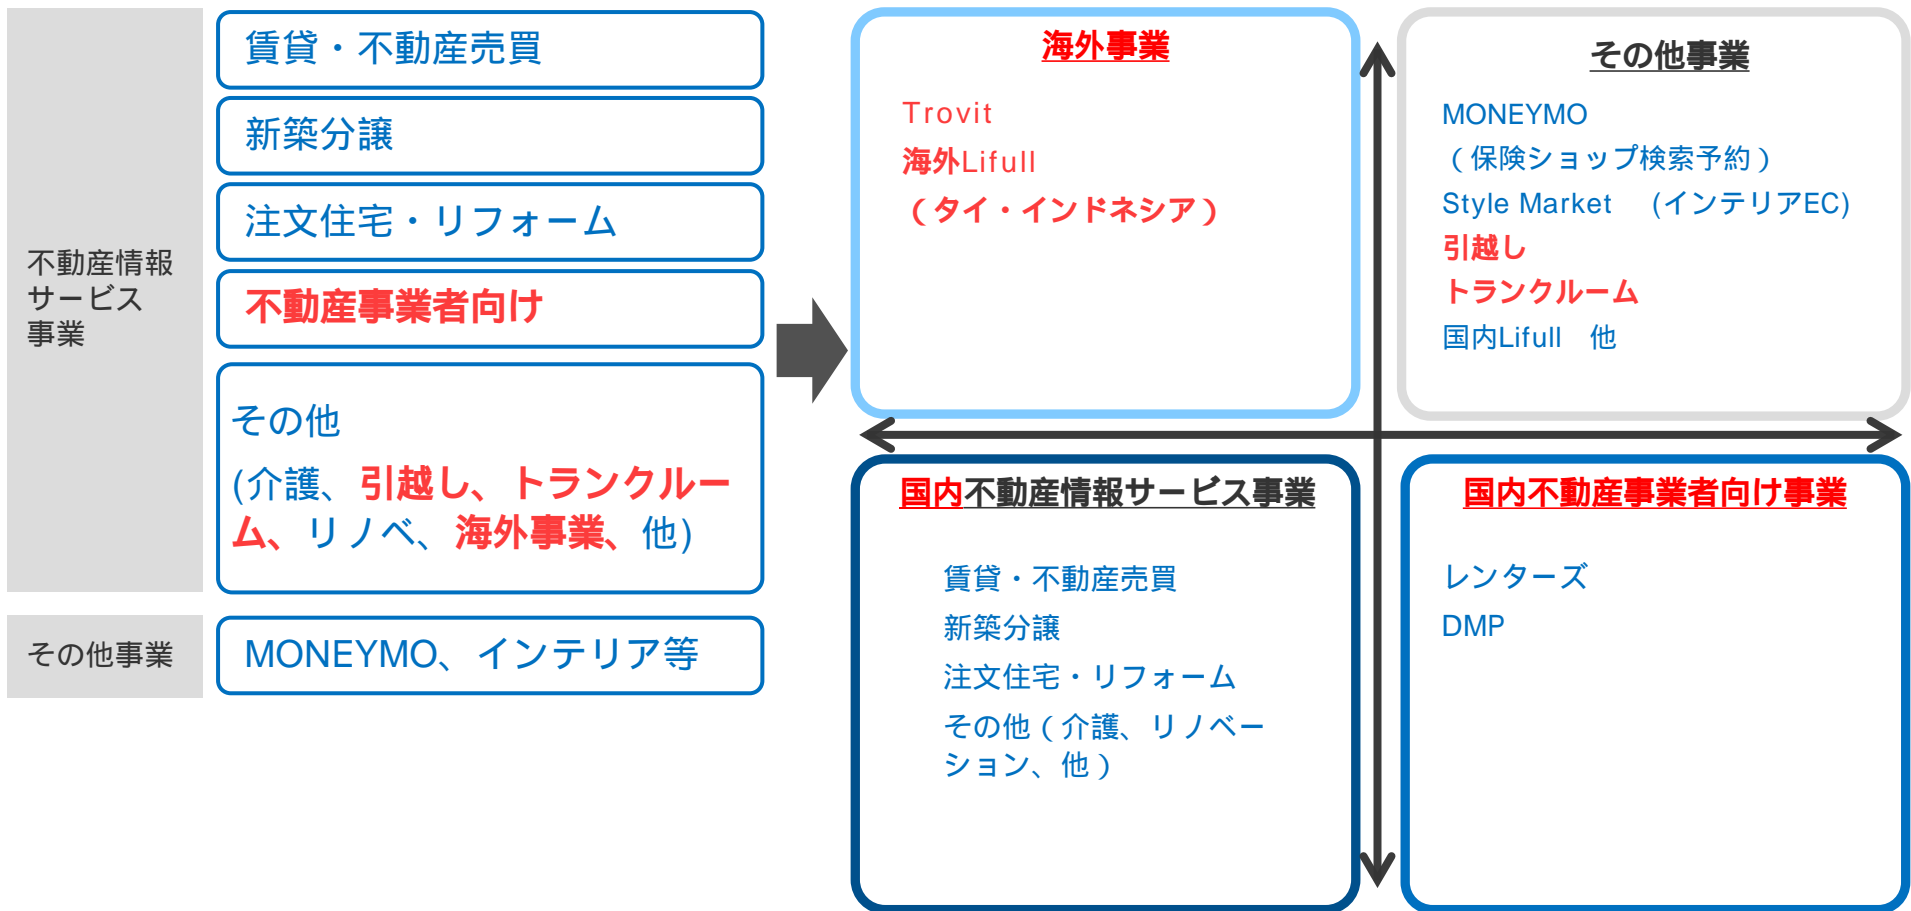 不動産情報
サービス
事業
賃貸・不動産売買
新築分譲
注文住宅・リフォーム
不動産事業者向け
その他
(介護、引越し、トランクルー
ム、リノベ、海外事業、他)
その他事業
MONEYMO、インテリア等
海外事業
Trovit
海外Lifull
（タイ・インドネシア）
その他事業
MONEYMO
（保険ショップ検索予約）
Style Market　(インテリアEC)
引越し
トランクルーム
国内Lifull　他
国内不動産情報サービス事業
賃貸・不動産売買
新築分譲
注文住宅・リフォーム
その他（介護、リノベー
ション、他）
国内不動産事業者向け事業
レンターズ
DMP